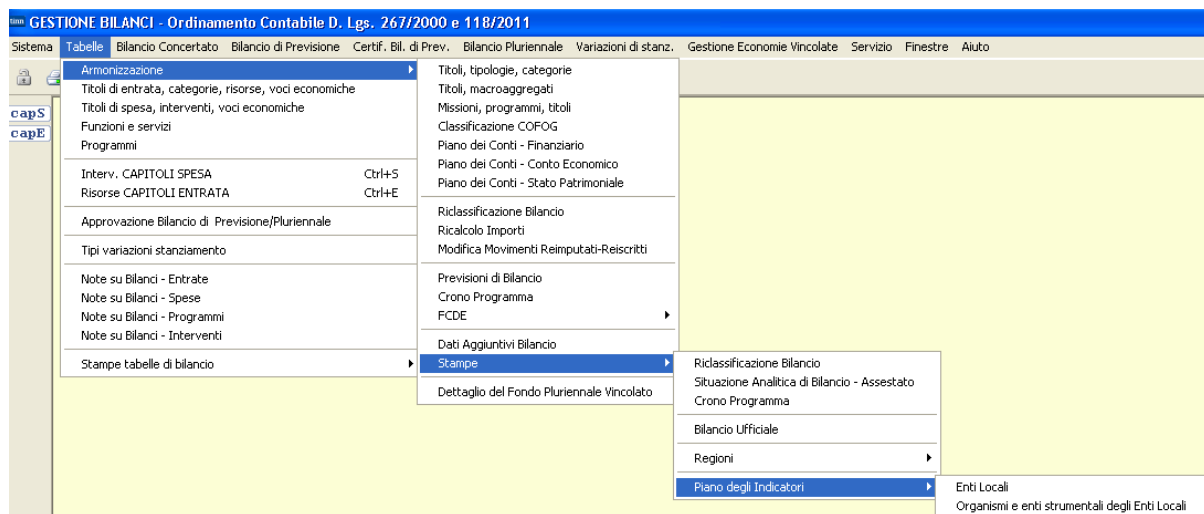 tinn GESTIONE BILANCI - Ordinamento Contabile D. Lgs. 267/2000 e 118/2011
Sistema Tabelle Bilancio Concertato Bilancio di Previsione Certif. Bil. di Prev. Bilancio Pluriennale Variazioni di stanz. Gestione Economie Vincolate Servizio Finestre Aiuto
capS
capE
Armonizzazione
Titoli di entrata, categorie, risorse, voci economiche
Titoli di spesa, interventi, voci economiche
Funzioni e servizi
Programmi
Interv. CAPITOLI SPESA Ctrl+S
Risorse CAPITOLI ENTRATA Ctrl+E
Approvazione Bilancio di Previsione/Pluriennale
Tipi variazioni stanziamento
Note su Bilanci - Entrate
Note su Bilanci - Spese
Note su Bilanci - Programmi
Note su Bilanci - Interventi
Stampe tabelle di bilancio
Titoli, tipologie, categorie
Titoli, macroaggregati
Missioni, programmi, titoli
Classificazione COFOG
Piano dei Conti - Finanziario
Piano dei Conti - Conto Economico
Piano dei Conti - Stato Patrimoniale
Riclassificazione Bilancio
Ricalcolo Importi
Modifica Movimenti Reimputati-Reiscritti
Previsioni di Bilancio
Crono Programma
FCDE
Dati Aggiuntivi Bilancio
Stampe
Dettaglio del Fondo Pluriennale Vincolato
Riclassificazione Bilancio
Situazione Analitica di Bilancio - Assestato
Crono Programma
Bilancio Ufficiale
Regioni
Piano degli Indicatori
Enti Locali
Organismi e enti strumentali degli Enti Locali